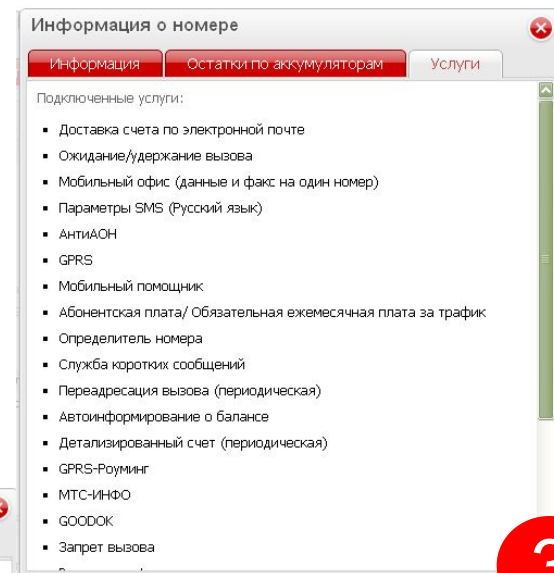 Информация о номере
Информация Остатки по аккумуляторам Услуги
Подключенные услуги:
▪ Доставка счета по электронной почте
▪ Ожидание/удержание вызова
▪ Мобильный офис (данные и факс на один номер)
▪ Параметры SMS (Русский язык)
▪ АнтиАОН
▪ GPRS
▪ Мобильный помощник
▪ Абонентская плата/ Обязательная ежемесячная плата за трафик
▪ Определитель номера
▪ Служба коротких сообщений
▪ Переадресация вызова (периодическая)
▪ Автоинформирование о балансе
▪ Детализированный счет (периодическая)
▪ GPRS-Роуминг
▪ МТС-ИНФО
▪ GOODOK
▪ Запрет вызова